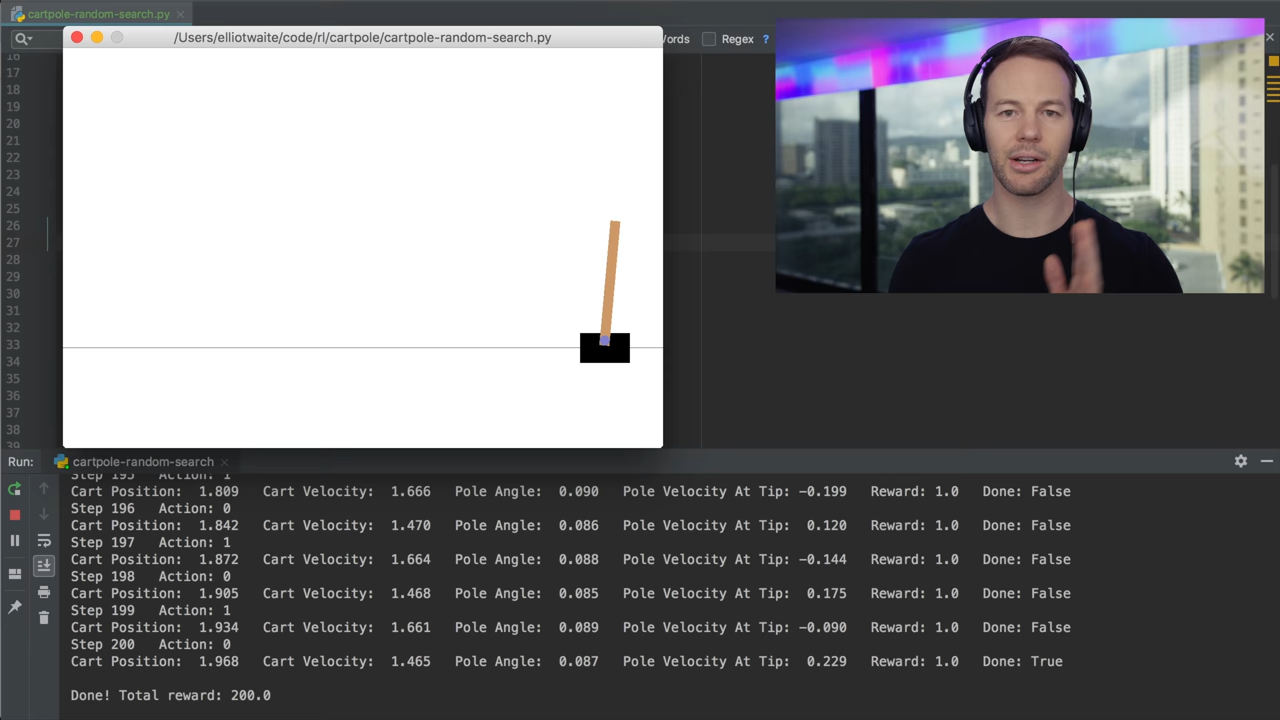 cartpole-random-search.py
/Users/elliotwaite/code/rl/cartpole/cartpole-random-search.py
Words Regex ?
16
17
18
19
20
21
22
23
24
25
26
27
28
29
30
31
32
33
34
35
36
37
38
39
Run: cartpole-random-search
Step 195 Action: 1
Cart Position: 1.809 Cart Velocity: 1.666 Pole Angle: 0.090 Pole Velocity At Tip: -0.199 Reward: 1.0 Done: False
Step 196 Action: 0
Cart Position: 1.842 Cart Velocity: 1.470 Pole Angle: 0.086 Pole Velocity At Tip: 0.120 Reward: 1.0 Done: False
Step 197 Action: 1
Cart Position: 1.872 Cart Velocity: 1.664 Pole Angle: 0.088 Pole Velocity At Tip: -0.144 Reward: 1.0 Done: False
Step 198 Action: 0
Cart Position: 1.905 Cart Velocity: 1.468 Pole Angle: 0.085 Pole Velocity At Tip: 0.175 Reward: 1.0 Done: False
Step 199 Action: 1
Cart Position: 1.934 Cart Velocity: 1.661 Pole Angle: 0.089 Pole Velocity At Tip: -0.090 Reward: 1.0 Done: False
Step 200 Action: 0
Cart Position: 1.968 Cart Velocity: 1.465 Pole Angle: 0.087 Pole Velocity At Tip: 0.229 Reward: 1.0 Done: True
Done! Total reward: 200.0